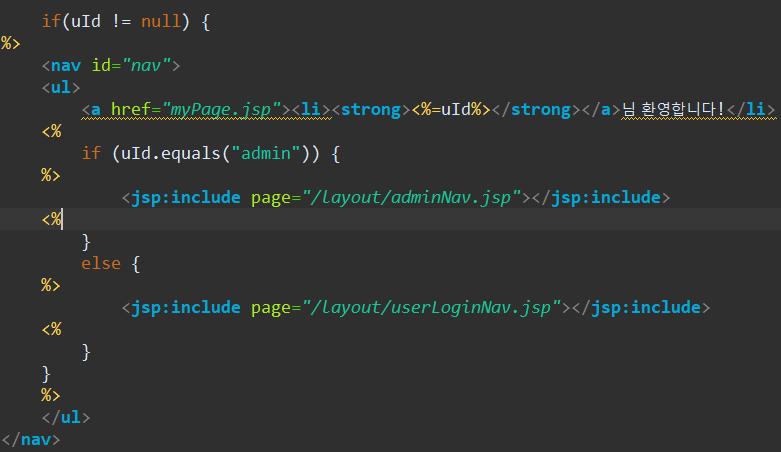 if(uId != null) {
%>
<nav id="nav">
<ul>
<a href="myPage.jsp"><li><strong><%=uId%></strong></a>님 환영합니다!</li>
<%
if (uId.equals("admin")) {
%>
<jsp:include page="/layout/adminNav.jsp"></jsp:include>
<%
}
else {
%>
<jsp:include page="/layout/userLoginNav.jsp"></jsp:include>
<%
}
}
%>
</ul>
</nav>